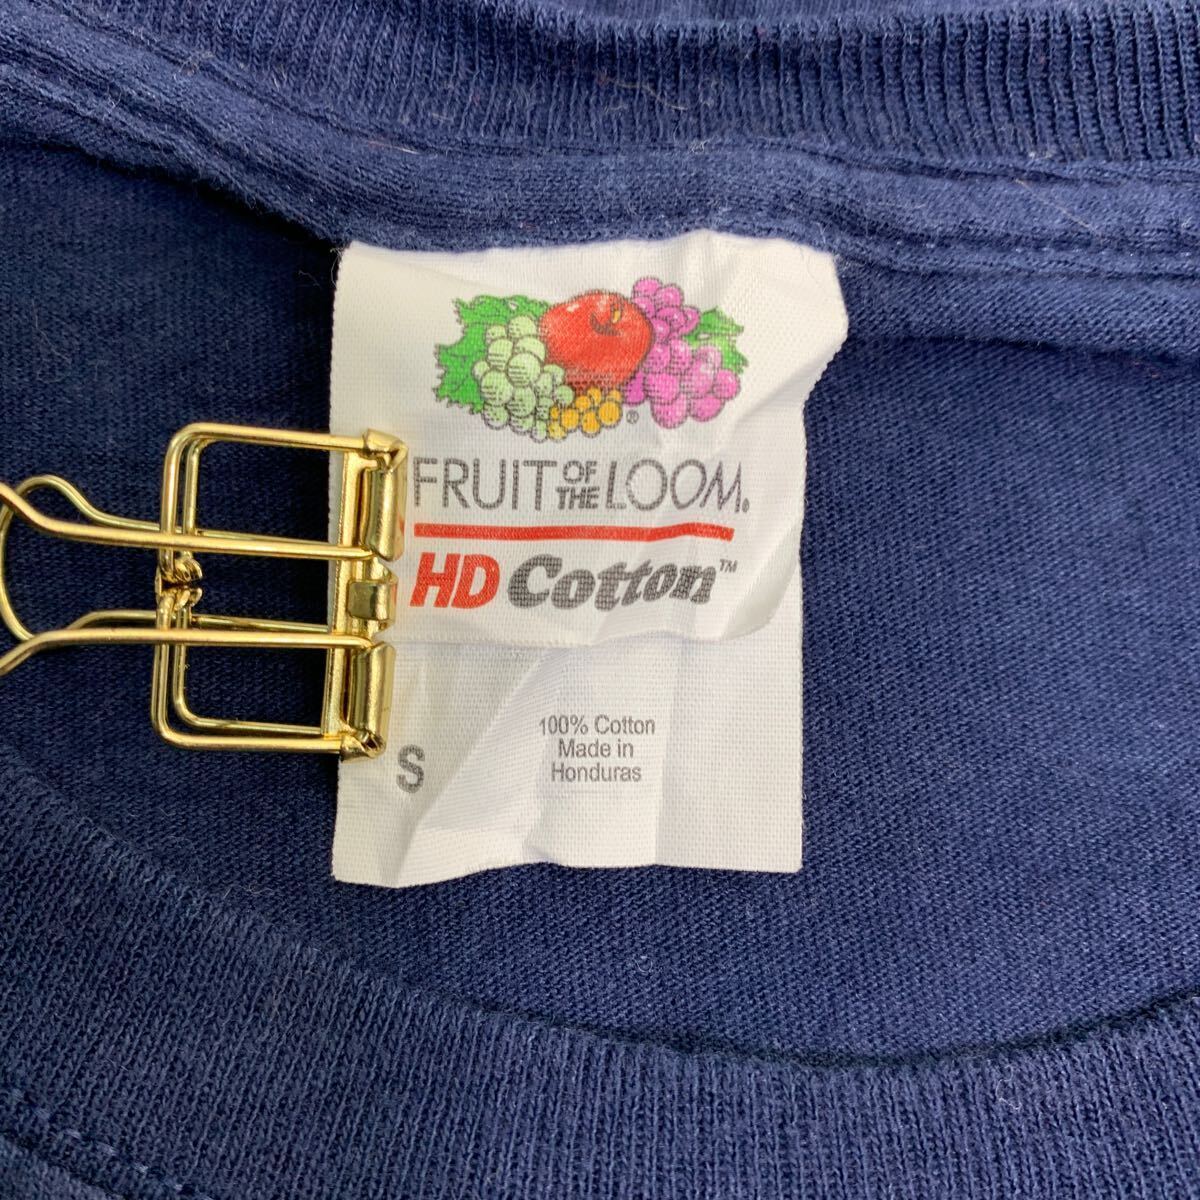 ®
FRUIT OF THE LOOM®
HD Cotton™
S
100% Cotton
Made in
Honduras